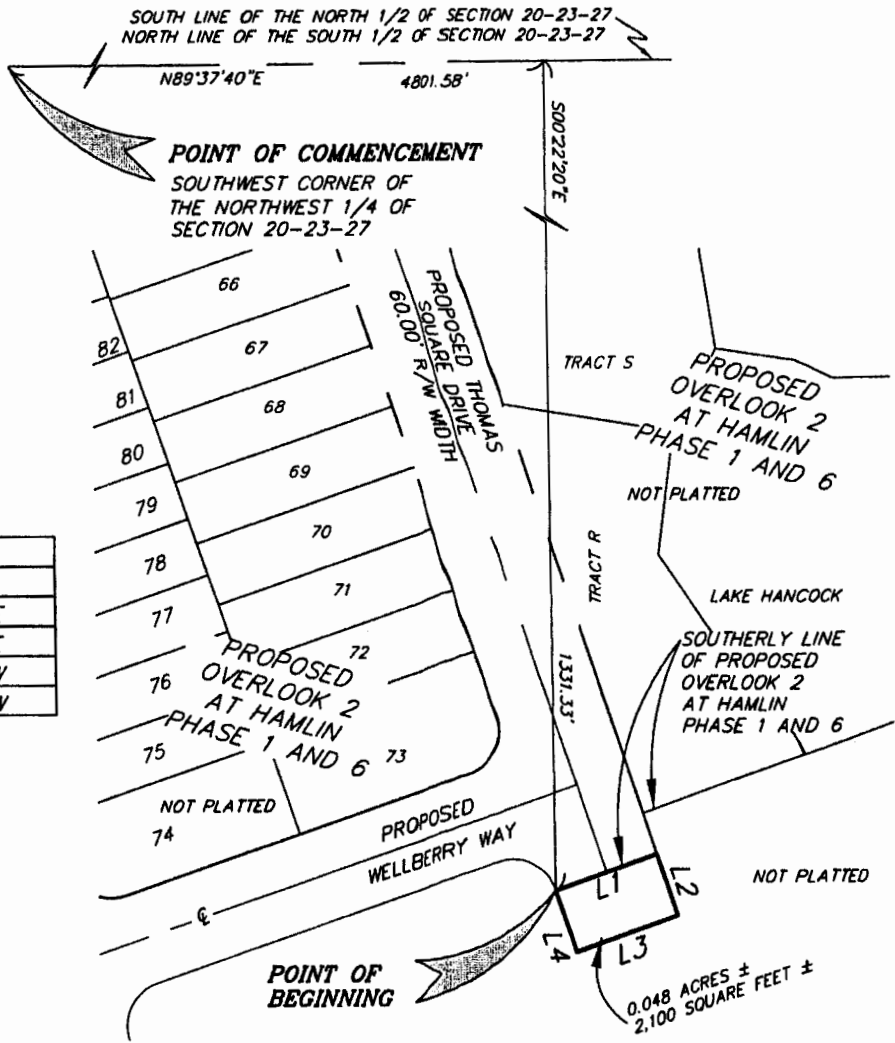 SOUTH LINE OF THE NORTH 1/2 OF SECTION 20-23-27
NORTH LINE OF THE SOUTH 1/2 OF SECTION 20-23-27
N89°37'40"E
4801.58'
S00°22'20"E
POINT OF COMMENCEMENT
SOUTHWEST CORNER OF
THE NORTHWEST 1/4 OF
SECTION 20-23-27
66
67
68
69
70
71
72
73
82
81
80
79
78
77
76
75
74
PROPOSED THOMAS
SQUARE DRIVE
60.00' R/W WIDTH
TRACT S
PROPOSED
OVERLOOK 2
AT HAMLIN
PHASE 1 AND 6
NOT PLATTED
TRACT R
LAKE HANCOCK
SOUTHERLY LINE
OF PROPOSED
OVERLOOK 2
AT HAMLIN
PHASE 1 AND 6
1331.33'
PROPOSED
OVERLOOK 2
AT HAMLIN
PHASE 1 AND 6
NOT PLATTED
PROPOSED
WELLBERRY WAY
℄
L1
L2
L3
L4
NOT PLATTED
POINT OF
BEGINNING
0.048 ACRES ±
2,100 SQUARE FEET ±